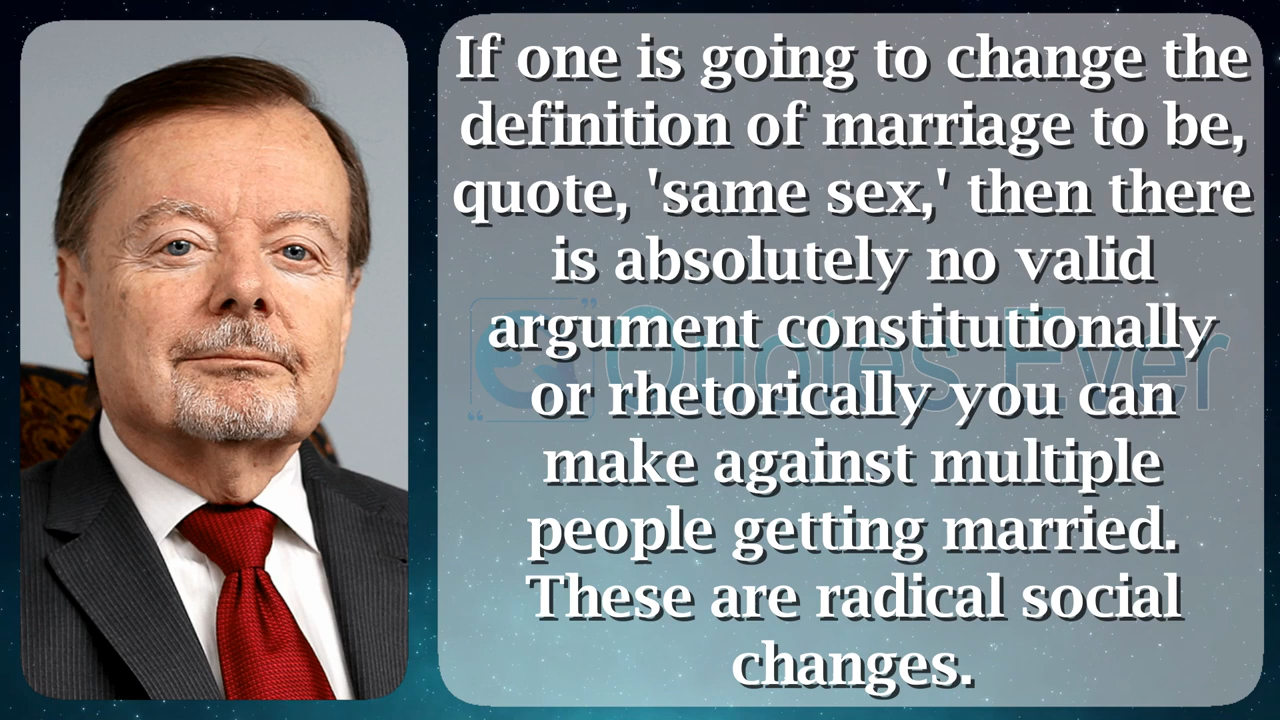 If one is going to change the
definition of marriage to be,
quote, 'same sex,' then there
is absolutely no valid
argument constitutionally
or rhetorically you can
make against multiple
people getting married.
These are radical social
changes.
Quotes Ever